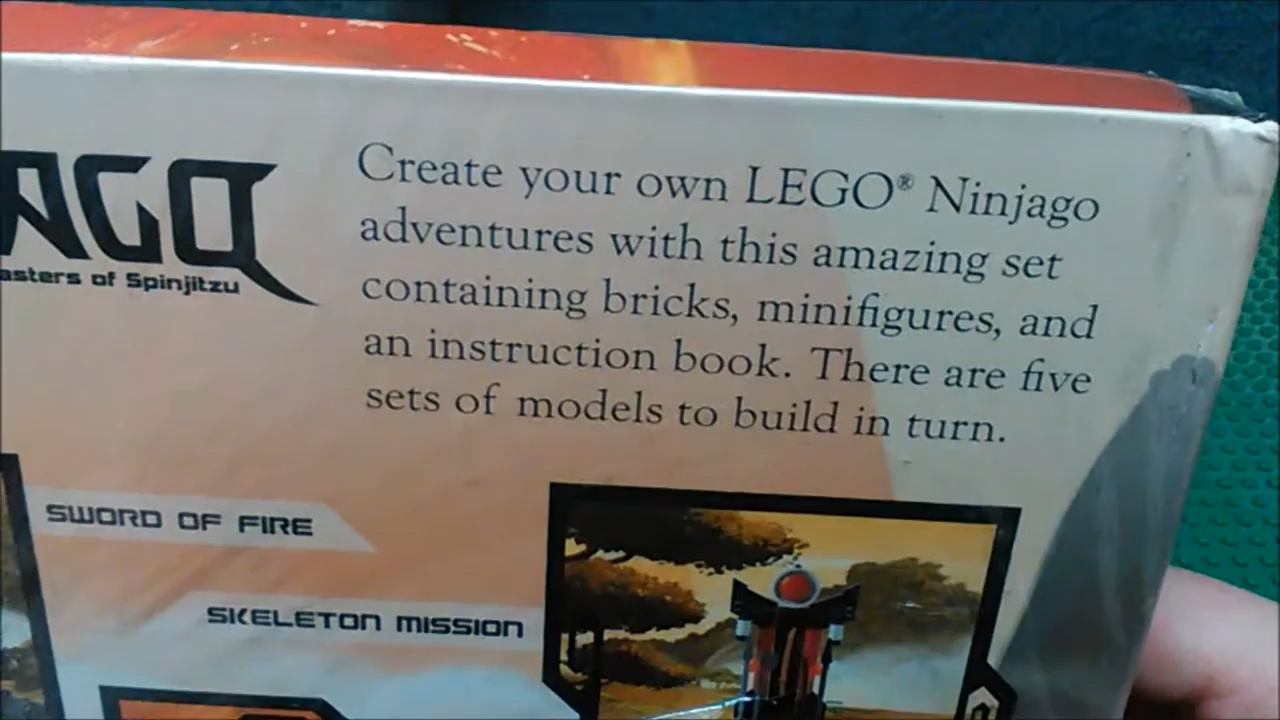 AGO
asters of Spinjitzu
Create your own LEGO® Ninjago
adventures with this amazing set
containing bricks, minifigures, and
an instruction book. There are five
sets of models to build in turn.
SWORD OF FIRE
SKELETON MISSION